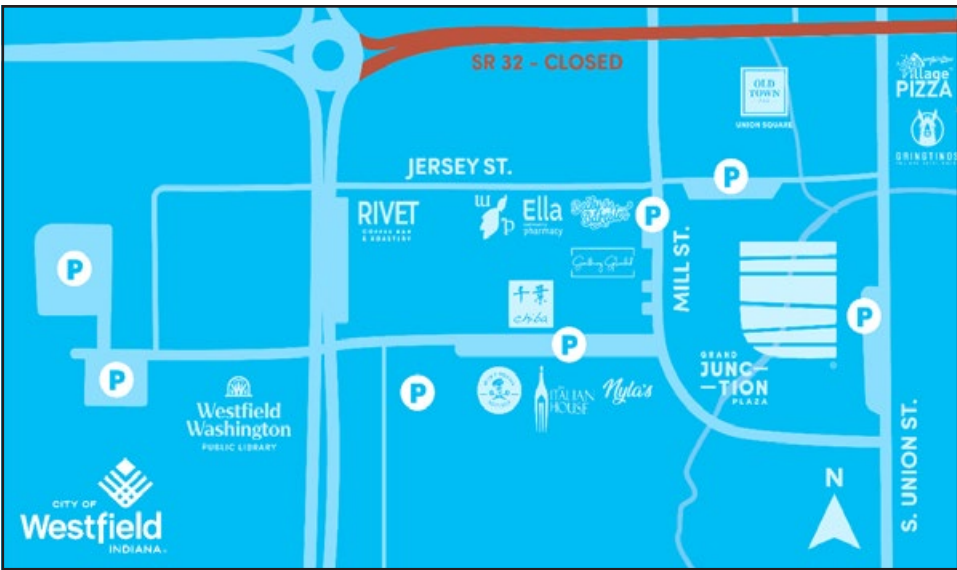 SR 32 - CLOSED
Village
PIZZA
OLD
TOWN
UNION SQUARE
GRINGTINOS
JERSEY ST.
P
RIVET
COFFEE BAR
& ROASTERY
W
P
Ella
pharmacy
P
MILL ST.
P
千葉
chiba
P
GRAND
JUNC—
—TION
PLAZA
P
P
P
P
ITALIAN
HOUSE
Nyla's
Westfield
Washington
PUBLIC LIBRARY
S. UNION ST.
N
CITY OF
Westfield
INDIANA